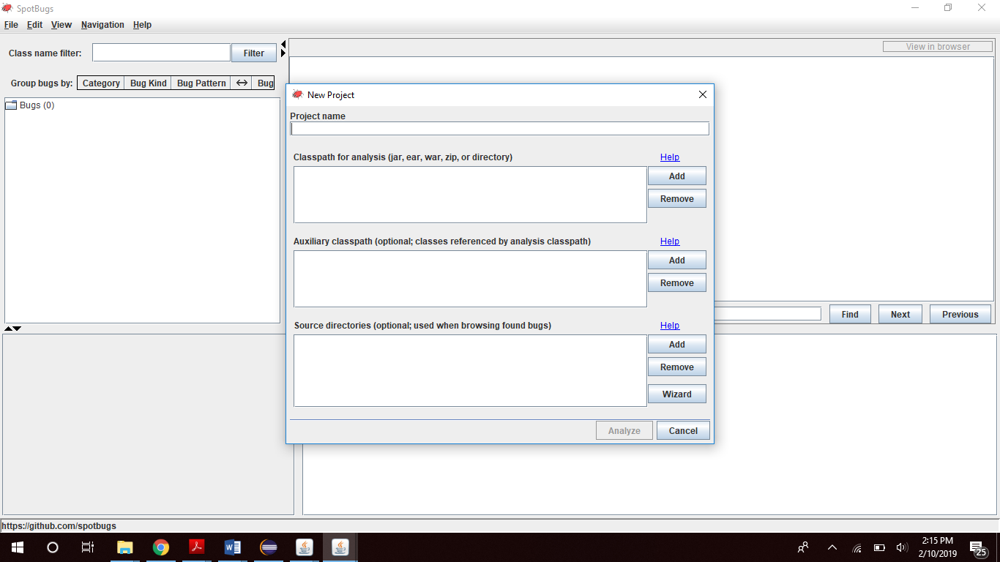 SpotBugs
File Edit View Navigation Help
Class name filter: Filter
View in browser
Group bugs by: Category Bug Kind Bug Pattern ↔ Bug
Bugs (0)
New Project
Project name
Classpath for analysis (jar, ear, war, zip, or directory) Help
Add
Remove
Auxiliary classpath (optional; classes referenced by analysis classpath) Help
Add
Remove
Source directories (optional; used when browsing found bugs) Help
Add
Remove
Wizard
Analyze Cancel
Find Next Previous
https://github.com/spotbugs
2:15 PM
2/10/2019
25